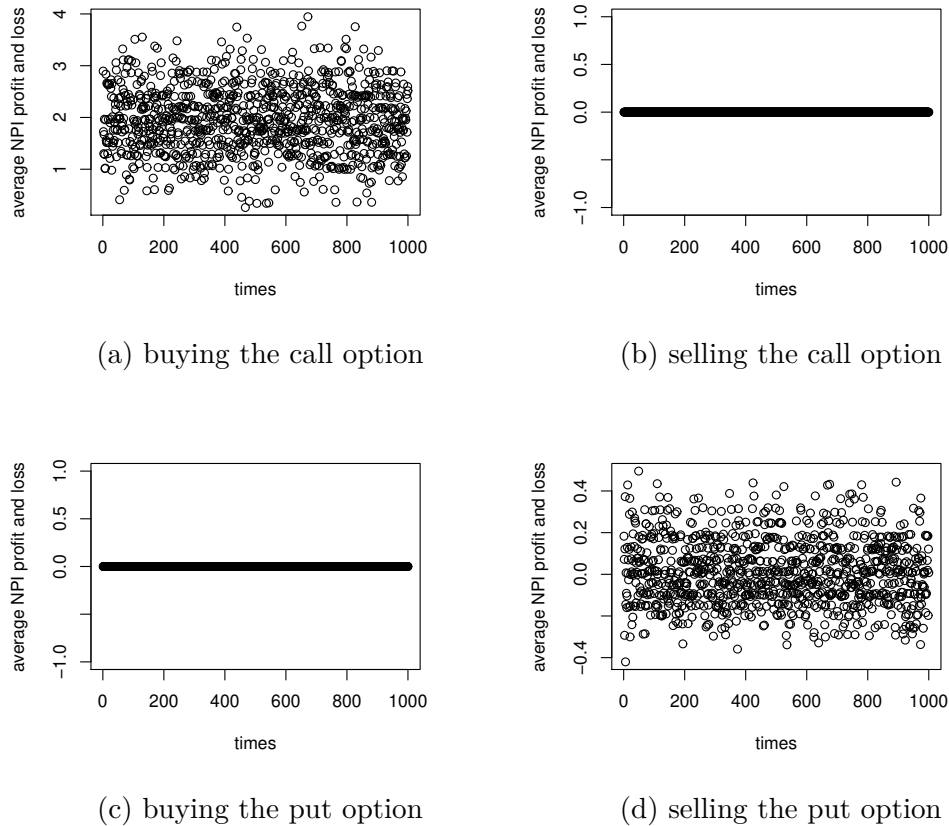 average NPI profit and loss
4
3
2
1
0 200 400 600 800 1000
times
(a) buying the call option
average NPI profit and loss
1.0
0.5
0.0
−1.0
0 200 400 600 800 1000
times
(b) selling the call option
average NPI profit and loss
1.0
0.5
0.0
−1.0
0 200 400 600 800 1000
times
(c) buying the put option
average NPI profit and loss
0.4
0.2
0.0
−0.4
0 200 400 600 800 1000
times
(d) selling the put option